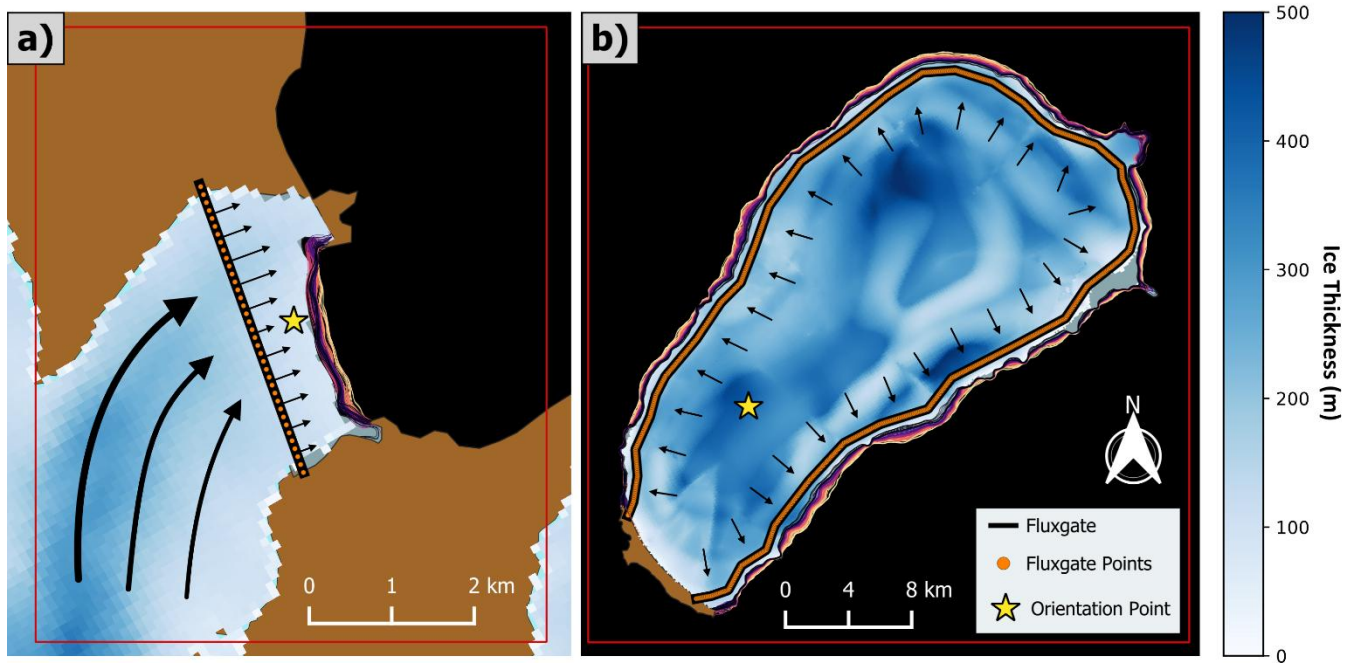 a)
0 1 2 km
b)
N
Fluxgate
Fluxgate Points
Orientation Point
0 4 8 km
500
400
300
200
100
0
Ice Thickness (m)